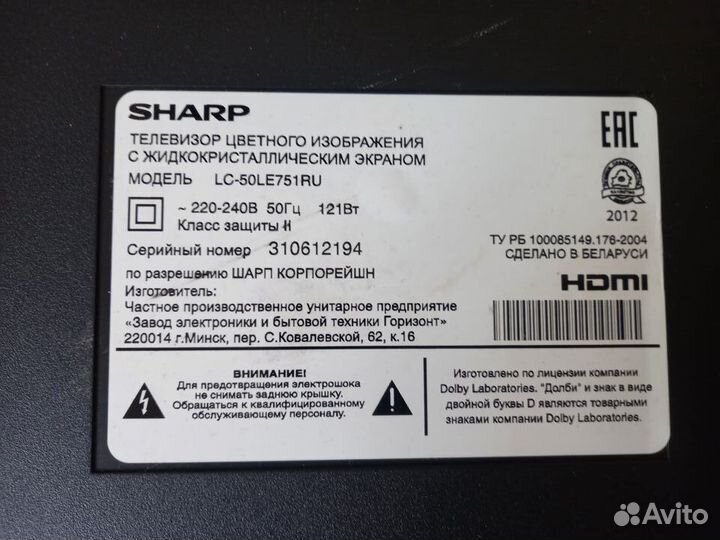 SHARP
EAC
ТЕЛЕВИЗОР ЦВЕТНОГО ИЗОБРАЖЕНИЯ
С ЖИДКОКРИСТАЛЛИЧЕСКИМ ЭКРАНОМ
МОДЕЛЬ LC-50LE751RU
~ 220-240В 50Гц 121Вт
Класс защиты II
2012
Серийный номер 310612194
ТУ РБ 100085149.176-2004
СДЕЛАНО В БЕЛАРУСИ
по разрешению ШАРП КОРПОРЕЙШН
HDMI
Изготовитель:
Частное производственное унитарное предприятие
«Завод электроники и бытовой техники Горизонт»
220014 г.Минск, пер. С.Ковалевской, 62, к.16
ВНИМАНИЕ!
Для предотвращения электрошока
не снимать заднюю крышку.
Обращаться к квалифицированному
обслуживающему персоналу.
Изготовлено по лицензии компании
Dolby Laboratories. "Долби" и знак в виде
двойной буквы D являются товарными
знаками компании Dolby Laboratories.
Avito